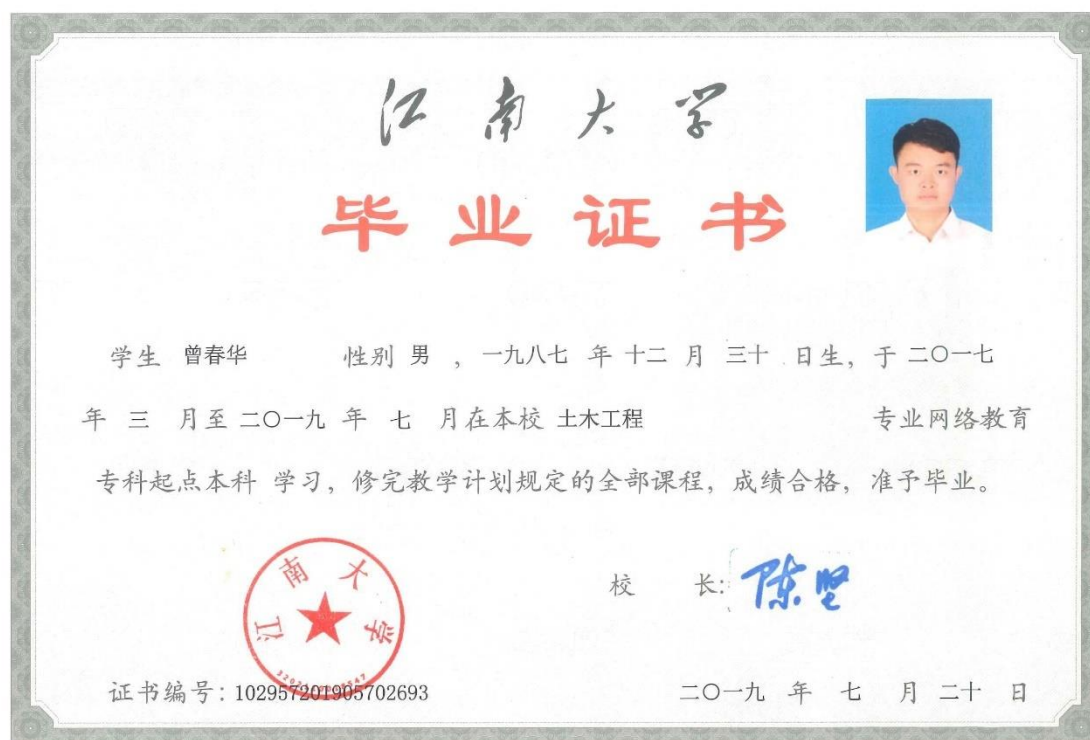 江南大学
毕业证书
学生 曾春华 性别 男 ，一九八七 年 十二 月 三十 日生，于 二〇一七
年 三 月至 二〇一九 年 七 月在本校 土木工程 专业网络教育
专科起点本科 学习，修完教学计划规定的全部课程，成绩合格，准予毕业。
江南大学
校 长：陈坚
证书编号：102957201905702693
二〇一九 年 七 月 二十 日